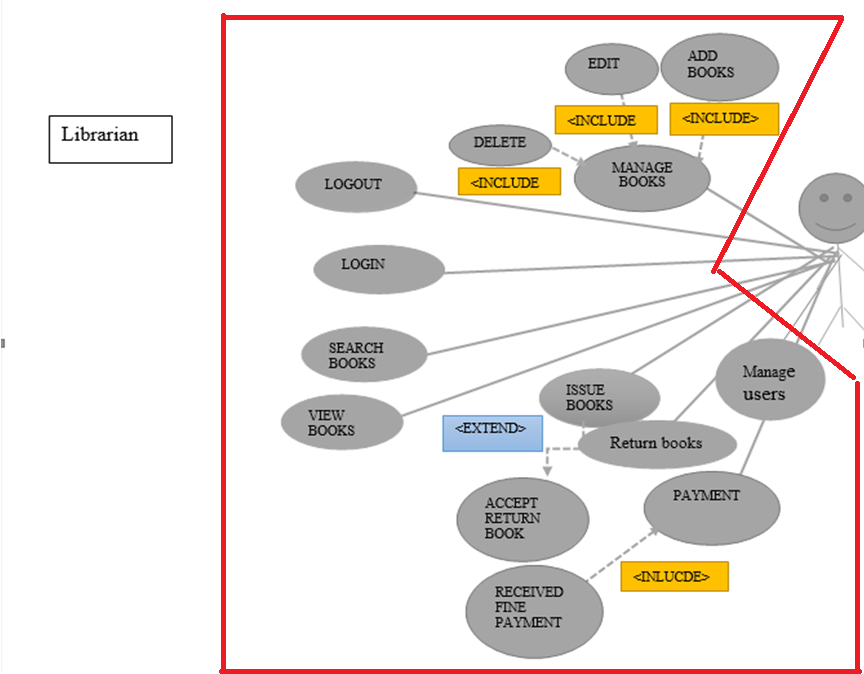 EDIT
ADD
BOOKS
<INCLUDE
<INCLUDE>
Librarian
DELETE
MANAGE
BOOKS
<INCLUDE
LOGOUT
LOGIN
SEARCH
BOOKS
Manage
users
ISSUE
BOOKS
VIEW
BOOKS
<EXTEND>
Return books
PAYMENT
ACCEPT
RETURN
BOOK
<INLUCDE>
RECEIVED
FINE
PAYMENT